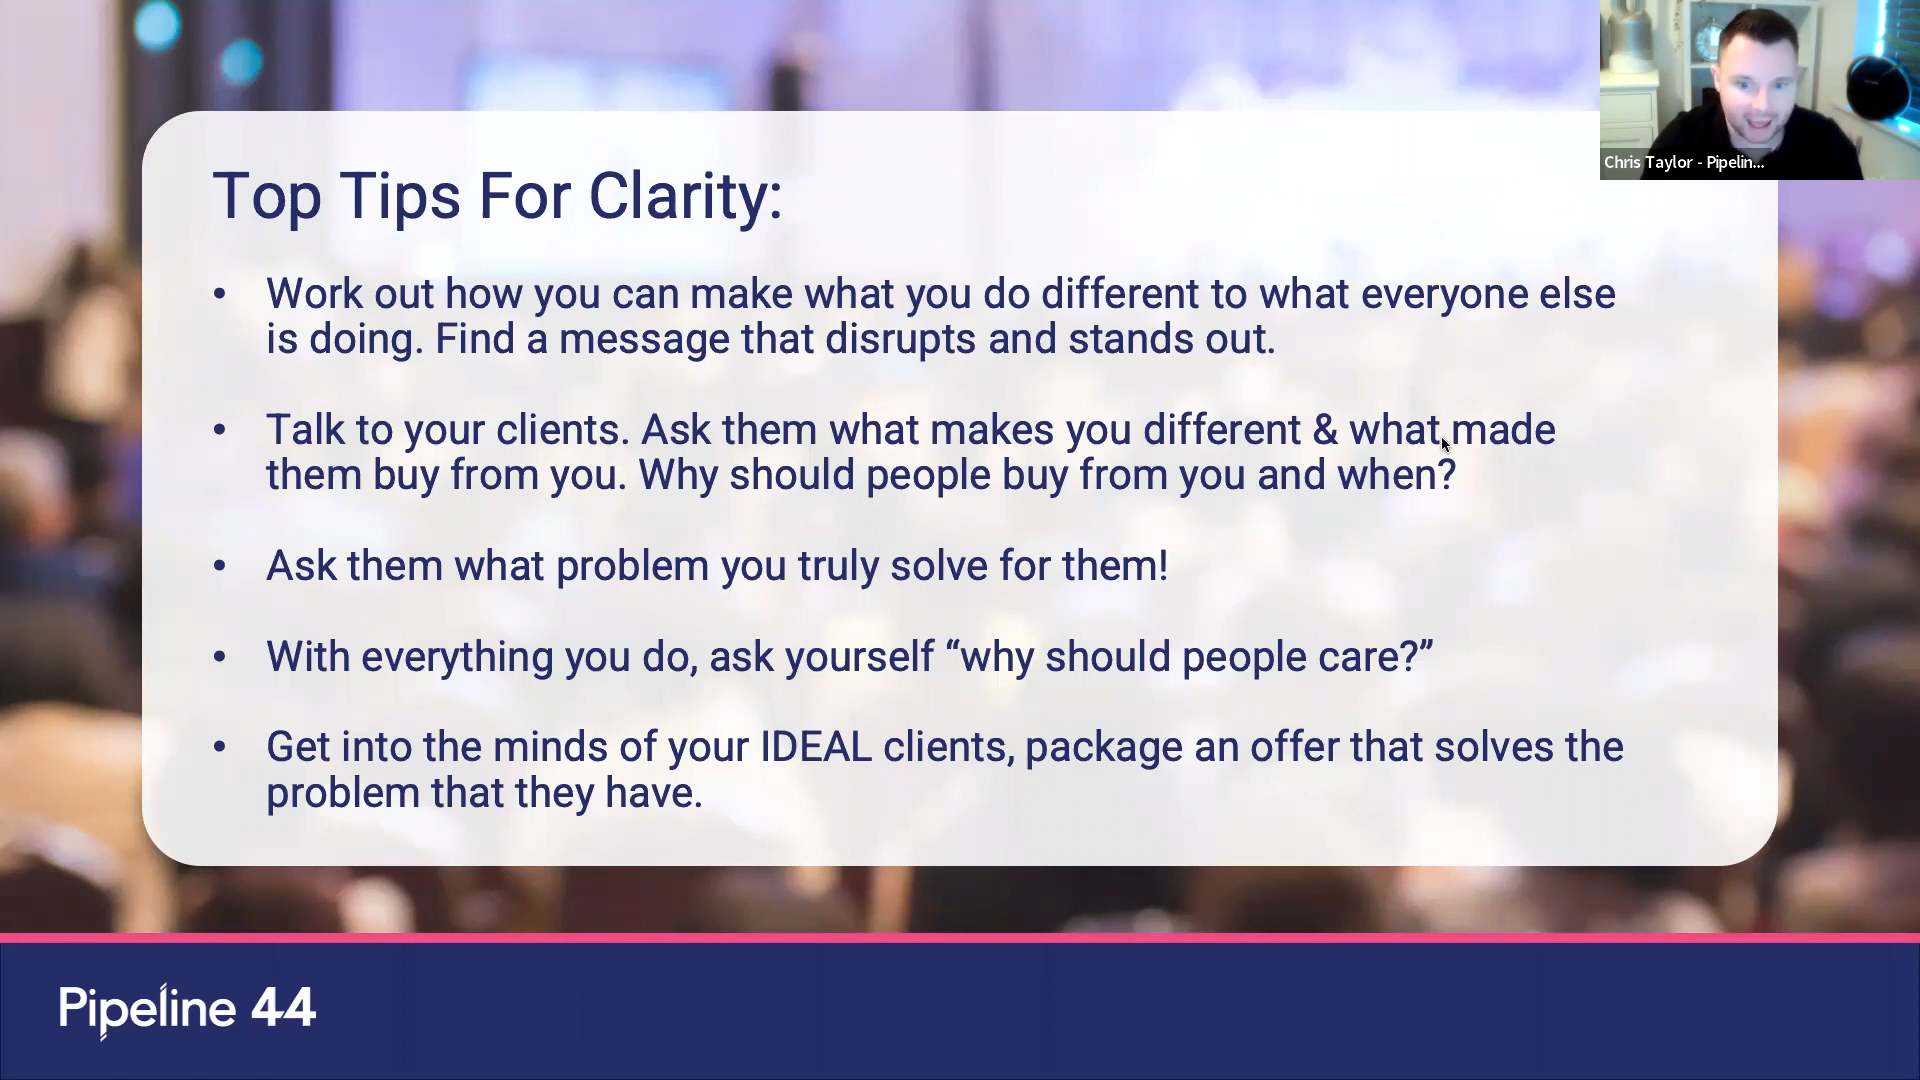 Chris Taylor - Pipelin...
Top Tips For Clarity:
• Work out how you can make what you do different to what everyone else
is doing. Find a message that disrupts and stands out.
• Talk to your clients. Ask them what makes you different & what made
them buy from you. Why should people buy from you and when?
• Ask them what problem you truly solve for them!
• With everything you do, ask yourself “why should people care?”
• Get into the minds of your IDEAL clients, package an offer that solves the
problem that they have.
Pipeline 44